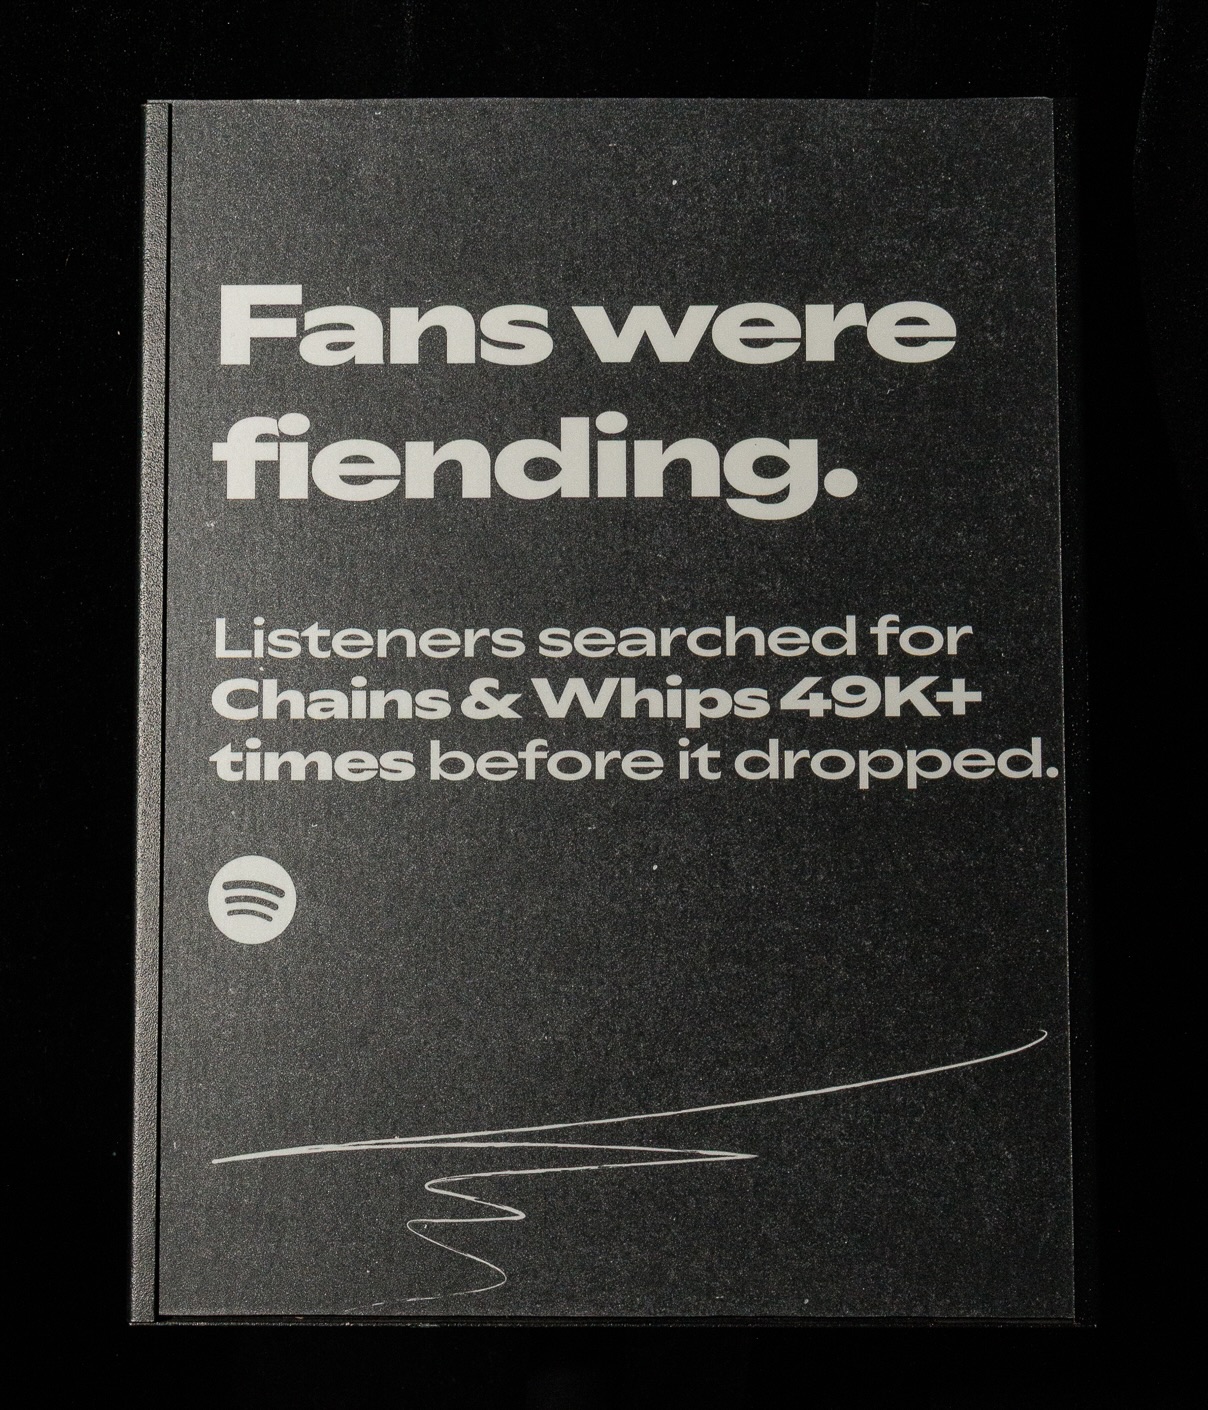 Fans were
fiending.
Listeners searched for
Chains & Whips 49K+
times before it dropped.